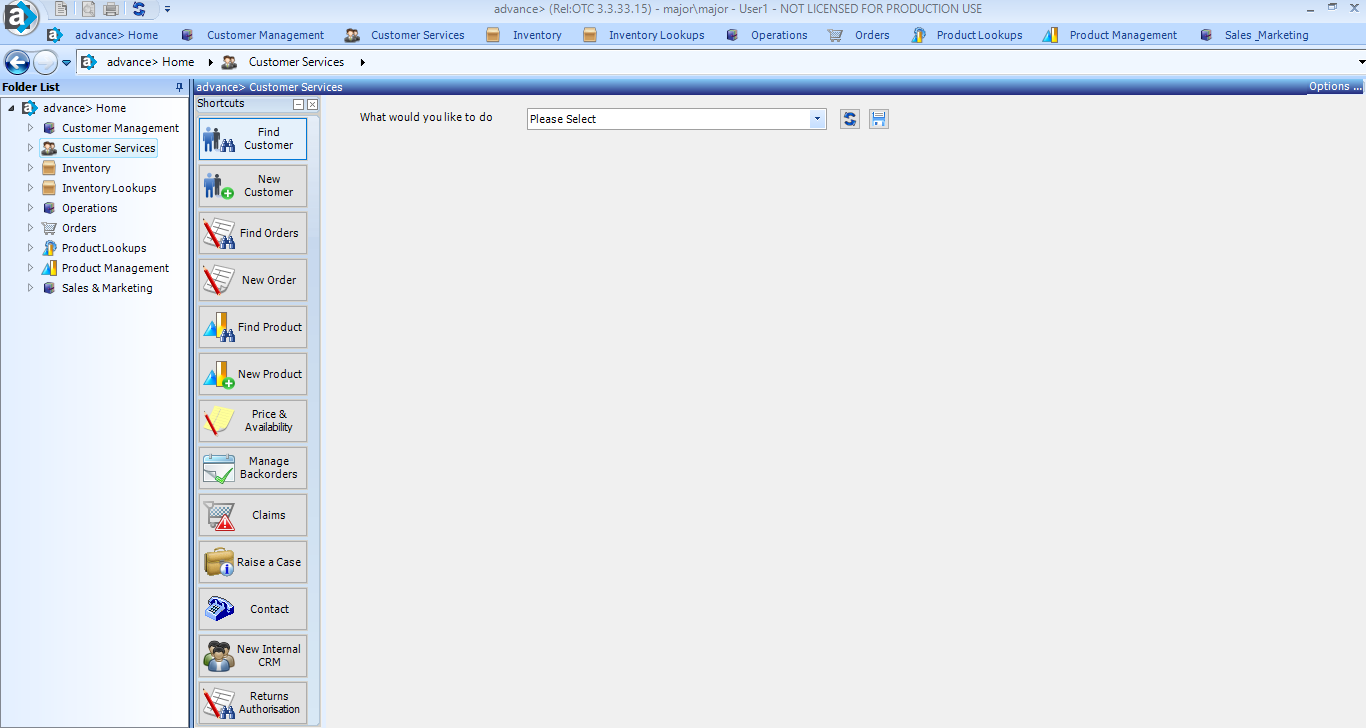 advance> (Rel:OTC 3.3.33.15) - major\major - User1 - NOT LICENSED FOR PRODUCTION USE
advance> Home Customer Management Customer Services Inventory Inventory Lookups Operations Orders Product Lookups Product Management Sales _Marketing
advance> Home Customer Services
Folder List
advance> Customer Services
Options ...
advance> Home
Customer Management
Customer Services
Inventory
Inventory Lookups
Operations
Orders
Product Lookups
Product Management
Sales & Marketing
Shortcuts
Find
Customer
New
Customer
Find Orders
New Order
Find Product
New Product
Price &
Availability
Manage
Backorders
Claims
Raise a Case
Contact
New Internal
CRM
Returns
Authorisation
What would you like to do
Please Select